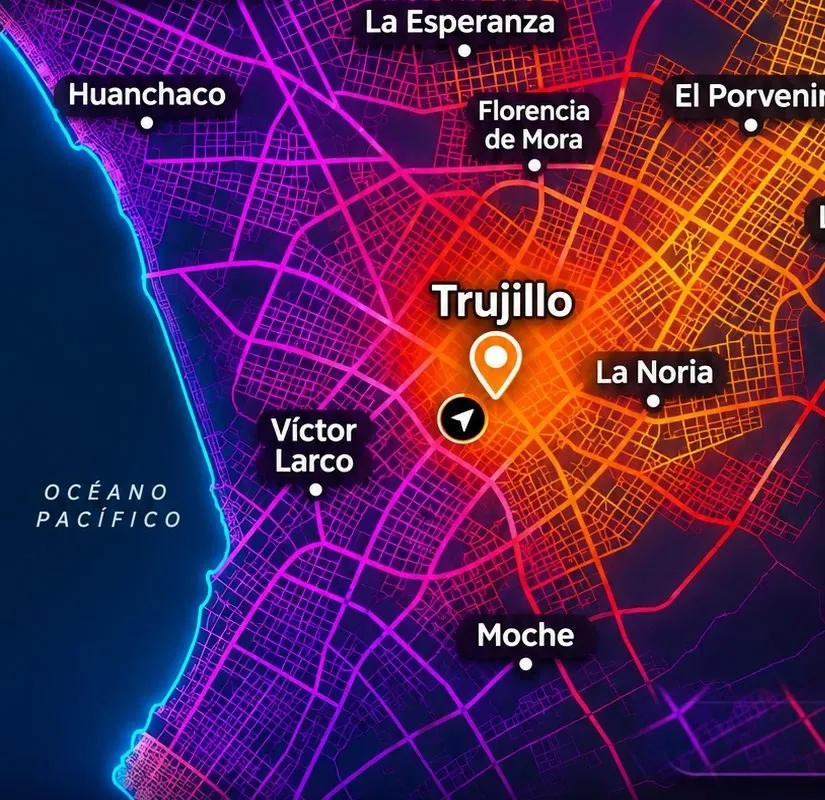 La Esperanza
Huanchaco
Florencia
de Mora
El Porvenir
Trujillo
La Noria
Víctor
Larco
OCÉANO
PACÍFICO
Moche